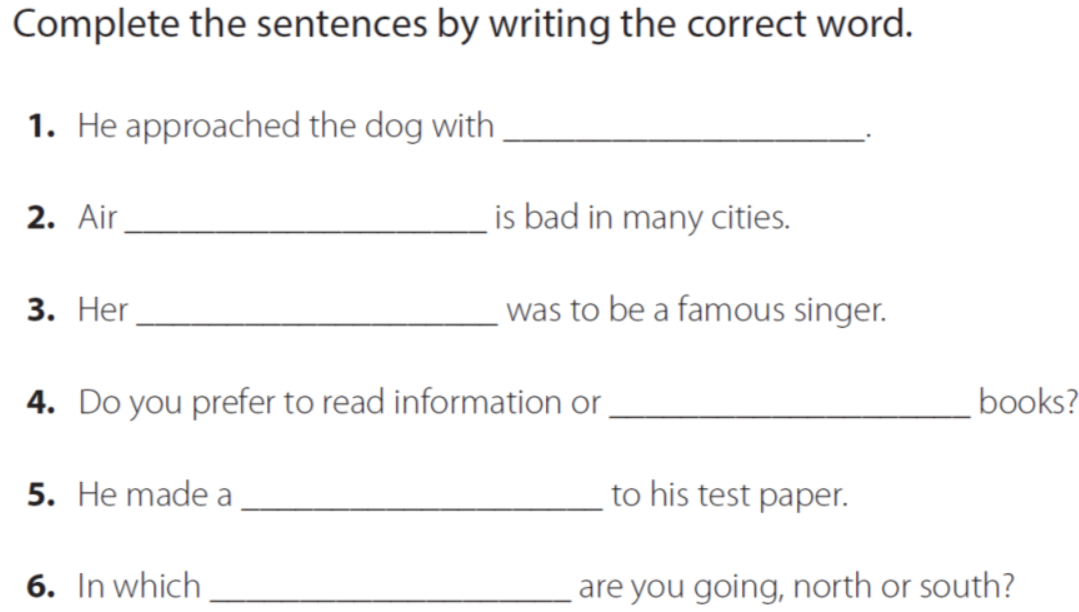 Complete the sentences by writing the correct word.
1. He approached the dog with ____________________.
2. Air ____________________ is bad in many cities.
3. Her ____________________ was to be a famous singer.
4. Do you prefer to read information or ____________________ books?
5. He made a ____________________ to his test paper.
6. In which ____________________ are you going, north or south?